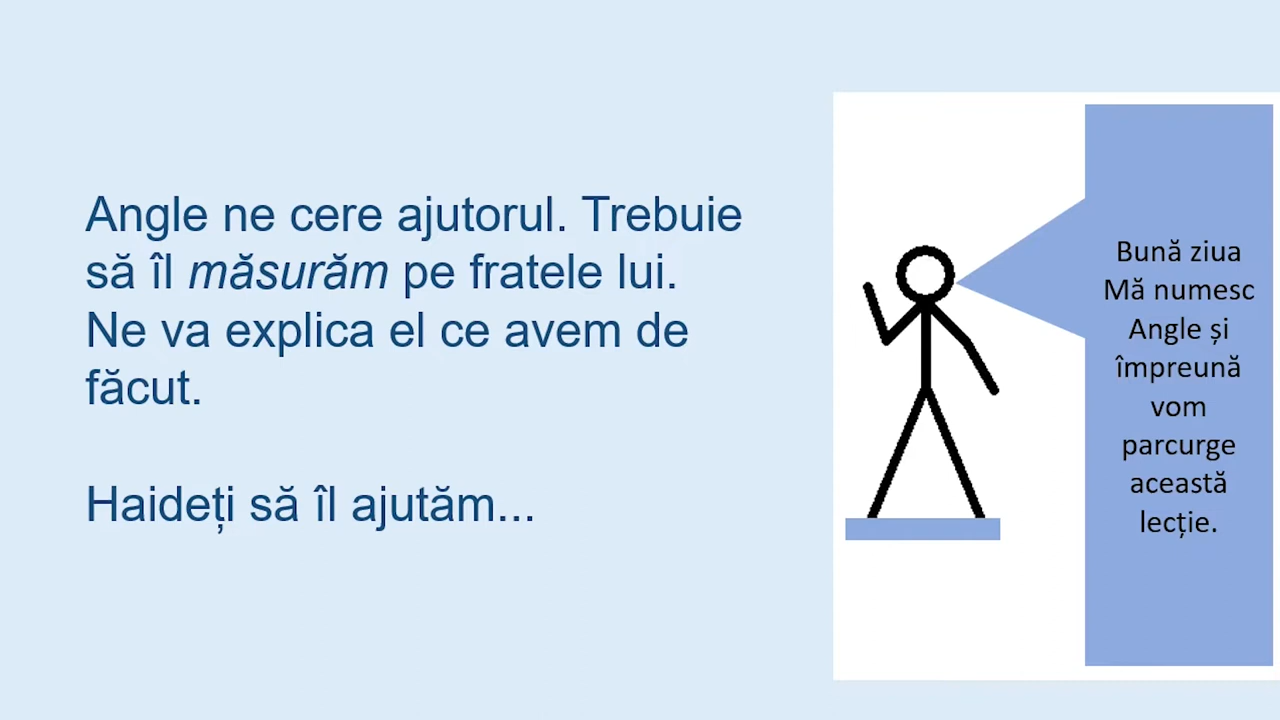 Angle ne cere ajutorul. Trebuie
să îl măsurăm pe fratele lui.
Ne va explica el ce avem de
făcut.
Haideți să îl ajutăm...
Bună ziua
Mă numesc
Angle și
împreună
vom
parcurge
această
lecție.